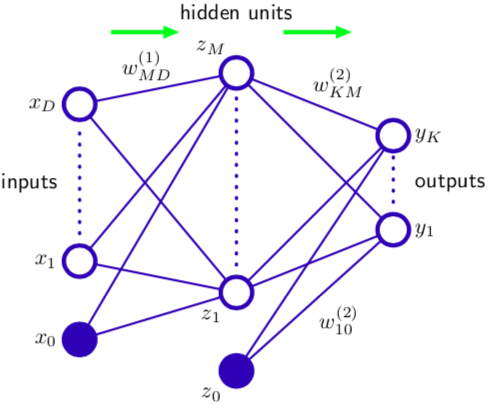 hidden units
z_M
w_{MD}^{(1)}
w_{KM}^{(2)}
x_D
y_K
inputs
outputs
y_1
x_1
z_1
w_{10}^{(2)}
x_0
z_0